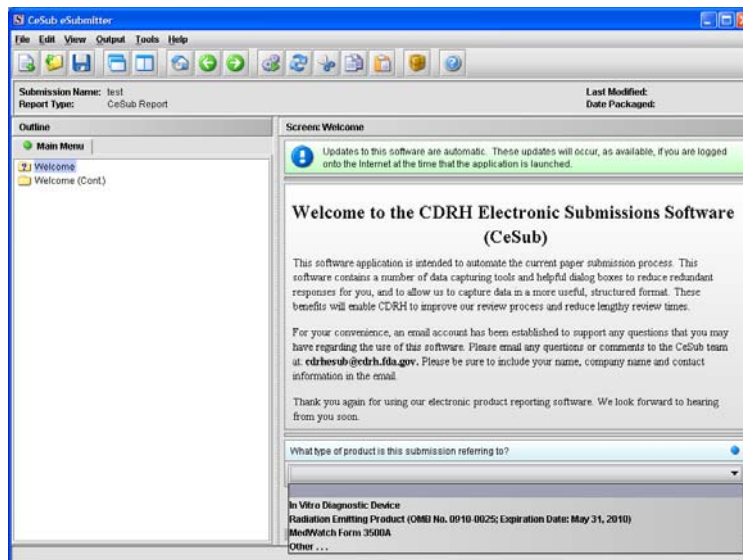 CeSub eSubmitter
File Edit View Output Tools Help
Submission Name: test
Report Type: CeSub Report
Last Modified:
Date Packaged:
Outline
Main Menu
Welcome
Welcome (Cont.)
Screen: Welcome
Updates to this software are automatic. These updates will occur, as available, if you are logged
onto the Internet at the time that the application is launched.
Welcome to the CDRH Electronic Submissions Software
(CeSub)
This software application is intended to automate the current paper submission process. This
software contains a number of data capturing tools and helpful dialog boxes to reduce redundant
responses for you, and to allow us to capture data in a more useful, structured format. These
benefits will enable CDRH to improve our review process and reduce lengthy review times.
For your convenience, an email account has been established to support any questions that you may
have regarding the use of this software. Please email any questions or comments to the CeSub team
at: cdrhesub@cdrh.fda.gov. Please be sure to include your name, company name and contact
information in the email.
Thank you again for using our electronic product reporting software. We look forward to hearing
from you soon.
What type of product is this submission referring to?
In Vitro Diagnostic Device
Radiation Emitting Product (OMB No. 0910-0025; Expiration Date: May 31, 2010)
MedWatch Form 3500A
Other ...